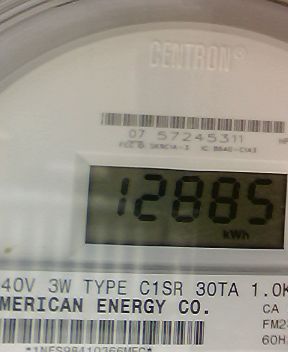 CENTRON®
07 57245311
12885
kWh
40V 3W TYPE C1SR 30TA 1.0K
MERICAN ENERGY CO.
CA
FM2
60H